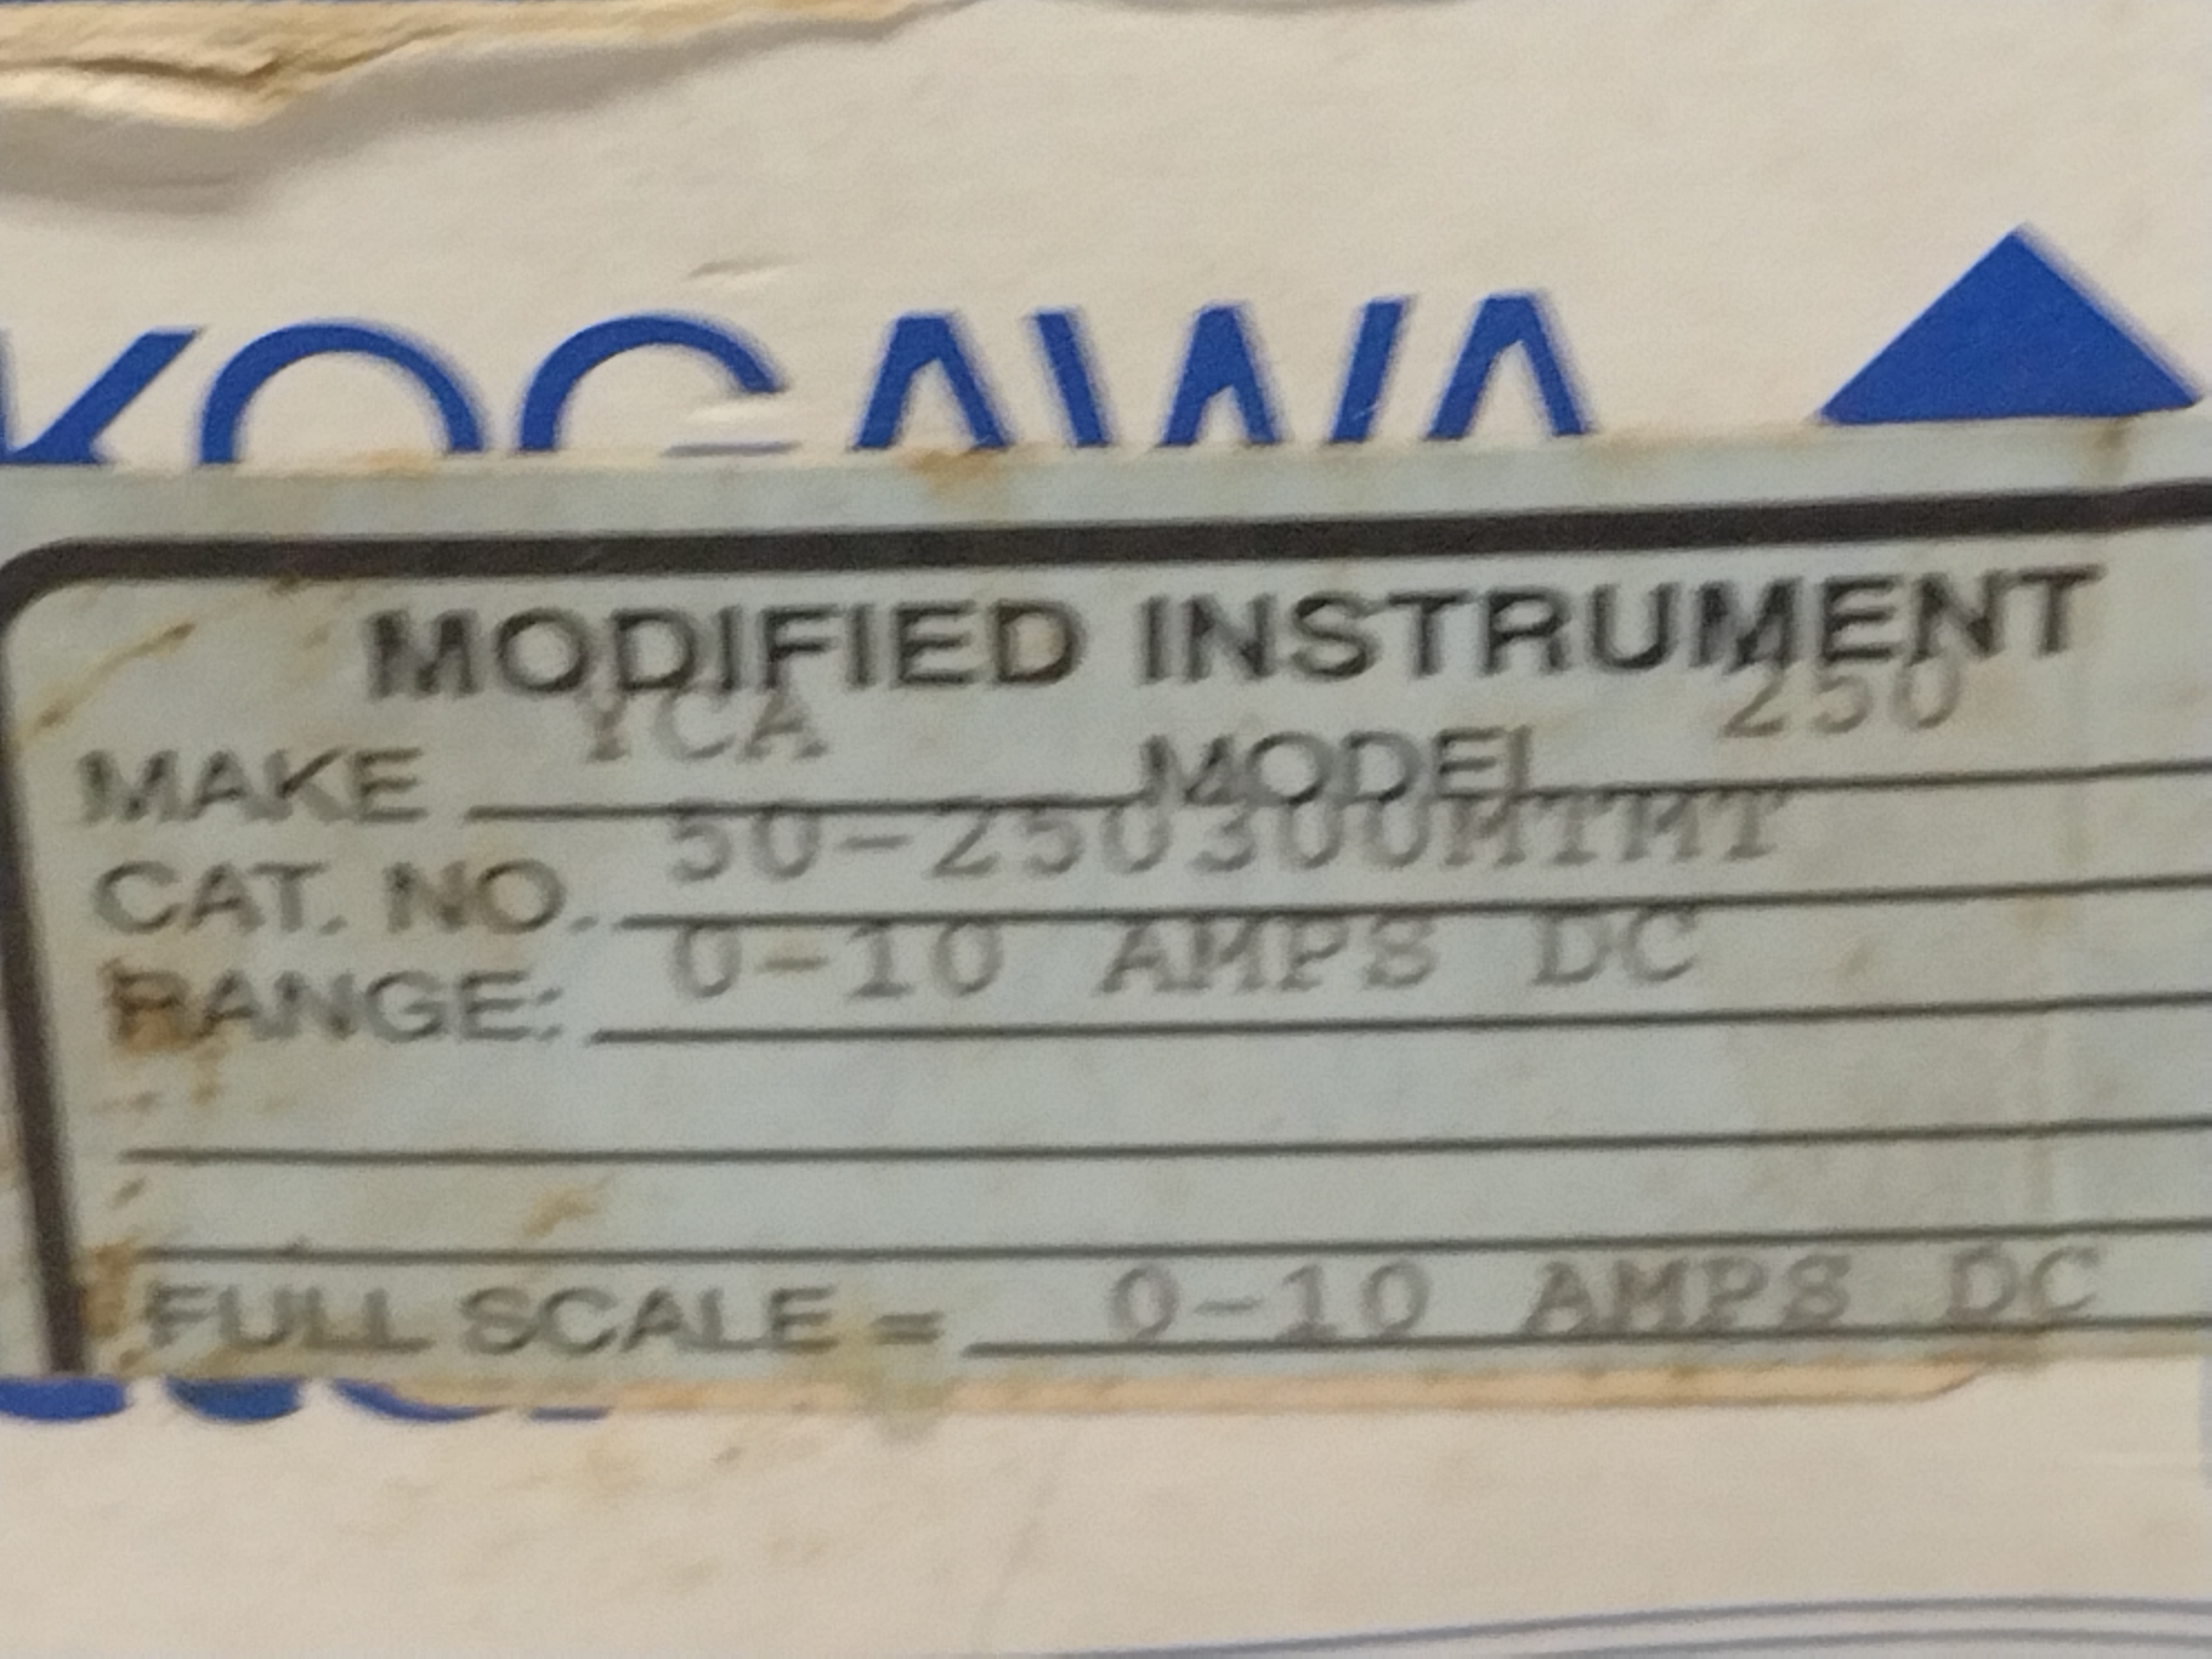 KOGAWA
MODIFIED INSTRUMENT
MAKE YCA MODEL 250
CAT. NO. 50-250300MTMT
RANGE: 0-10 AMPS DC
FULL SCALE = 0-10 AMPS DC